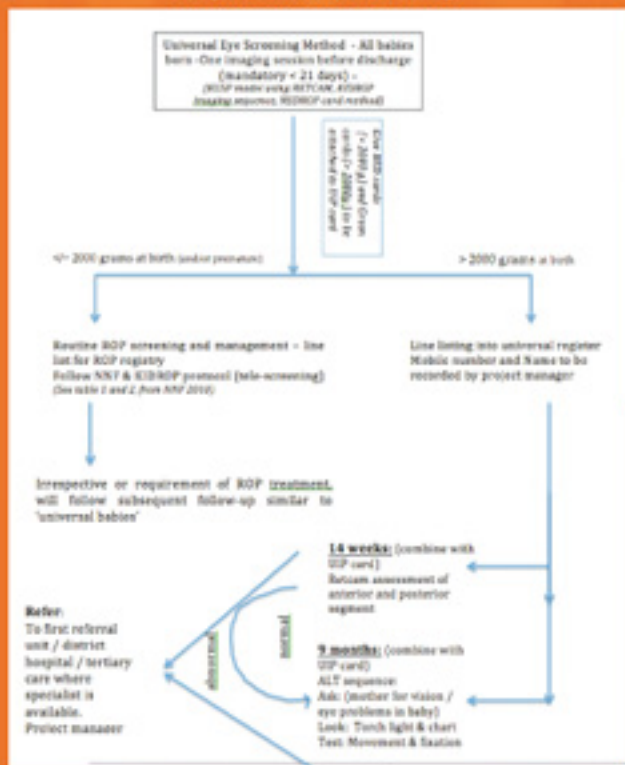 Universal Eye Screening Method - All babies
born -One imaging session before discharge
(mandatory < 21 days) -
imaging sequence, REDROP card method)
2000 grams at birth (and/or premature)
> 2000 grams at birth
Routine ROP screening and management - line
list for ROP registry
Follow NNF & KIDROP protocol (tele-screening)
(See table 1 and 2, from NNF 2010)
Line listing into universal register
Mobile number and Name to be
recorded by project manager
Irrespective or requirement of ROP treatment,
will follow subsequent follow-up similar to
'universal babies'
14 weeks: (combine with
UIP card)
Retcam assessment of
anterior and posterior
segment
abnormal
normal
Refer:
To first referral
unit / district
hospital / tertiary
care where
specialist is
available.
Project manager
9 months: (combine with
UIP card)
ALT sequence:
Ask: (mother for vision /
eye problems in baby)
Look: Torch light & chart
Test: Movement & fixation